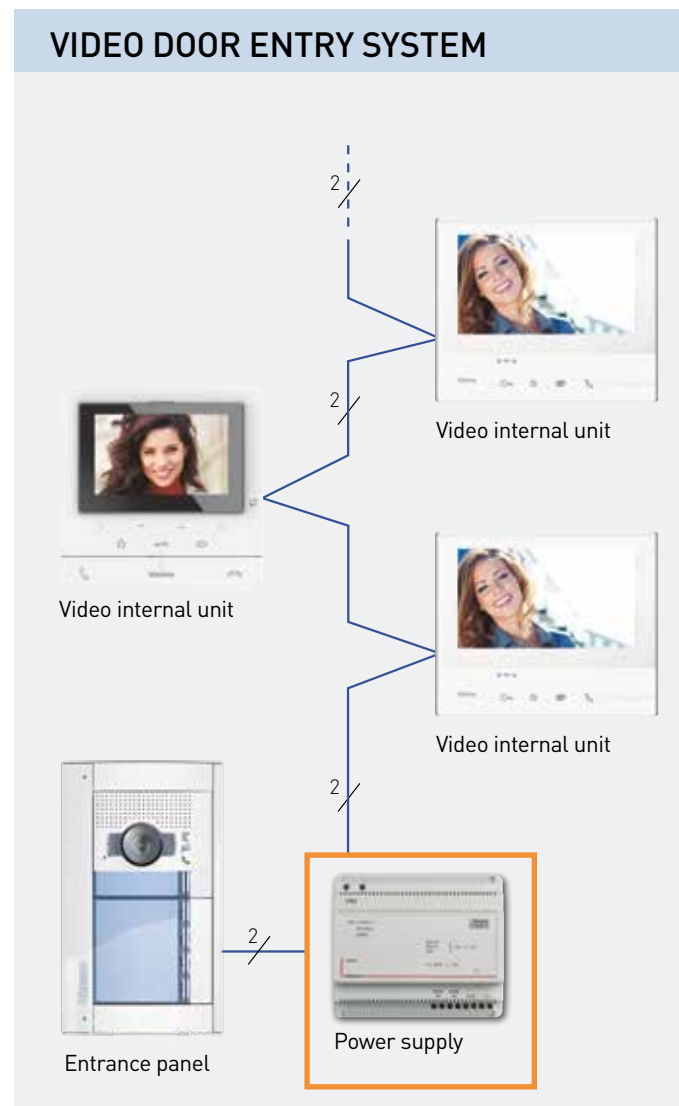 VIDEO DOOR ENTRY SYSTEM
2
Video internal unit
2
Video internal unit
Video internal unit
2
2
Power supply
Entrance panel